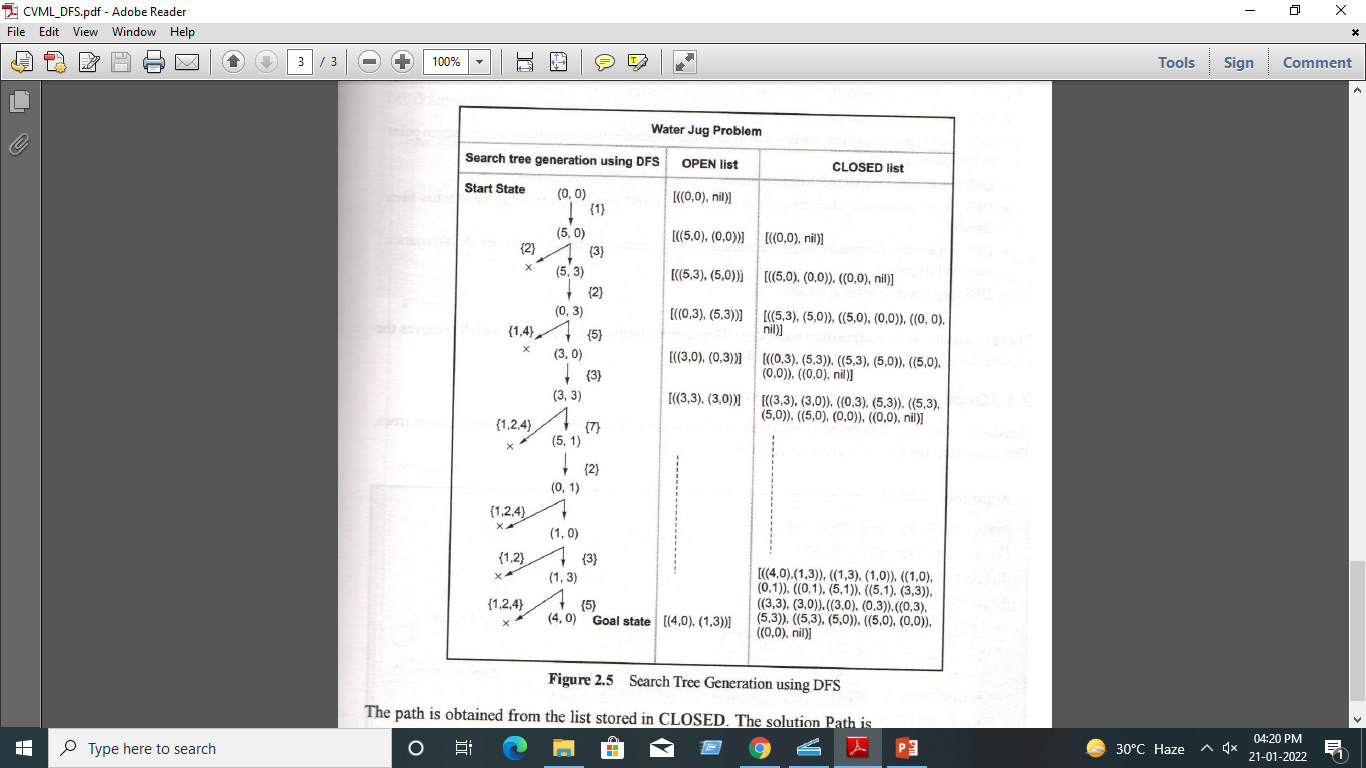 CVML_DFS.pdf - Adobe Reader
File Edit View Window Help
3 / 3 100% Tools Sign Comment
Water Jug Problem
Search tree generation using DFS OPEN list CLOSED list
Start State (0, 0) [((0,0), nil)]
{1}
(5, 0) [((5,0), (0,0))] [((0,0), nil)]
{2} {3}
×
(5, 3) [((5,3), (5,0))] [((5,0), (0,0)), ((0,0), nil)]
{2}
(0, 3) [((0,3), (5,3))] [((5,3), (5,0)), ((5,0), (0,0)), ((0, 0),
nil)]
{1,4} {5}
×
(3, 0) [((3,0), (0,3))] [((0,3), (5,3)), ((5,3), (5,0)), ((5,0),
(0,0)), ((0,0), nil)]
{3}
(3, 3) [((3,3), (3,0))] [((3,3), (3,0)), ((0,3), (5,3)), ((5,3),
(5,0)), ((5,0), (0,0)), ((0,0), nil)]
{1,2,4} {7}
×
(5, 1)
{2}
(0, 1)
{1,2,4}
×
(1, 0)
{1,2} {3}
×
(1, 3)
{1,2,4} {5}
×
(4, 0) Goal state [(4,0), (1,3))]
[((4,0),(1,3)), ((1,3), (1,0)), ((1,0),
(0,1)), ((0,1), (5,1)), ((5,1), (3,3)),
((3,3), (3,0)),((3,0), (0,3)),((0,3),
(5,3)), ((5,3), (5,0)), ((5,0), (0,0)),
((0,0), nil)]
Figure 2.5 Search Tree Generation using DFS
The path is obtained from the list stored in CLOSED. The solution Path is
Type here to search
30°C Haze
04:20 PM
21-01-2022
1